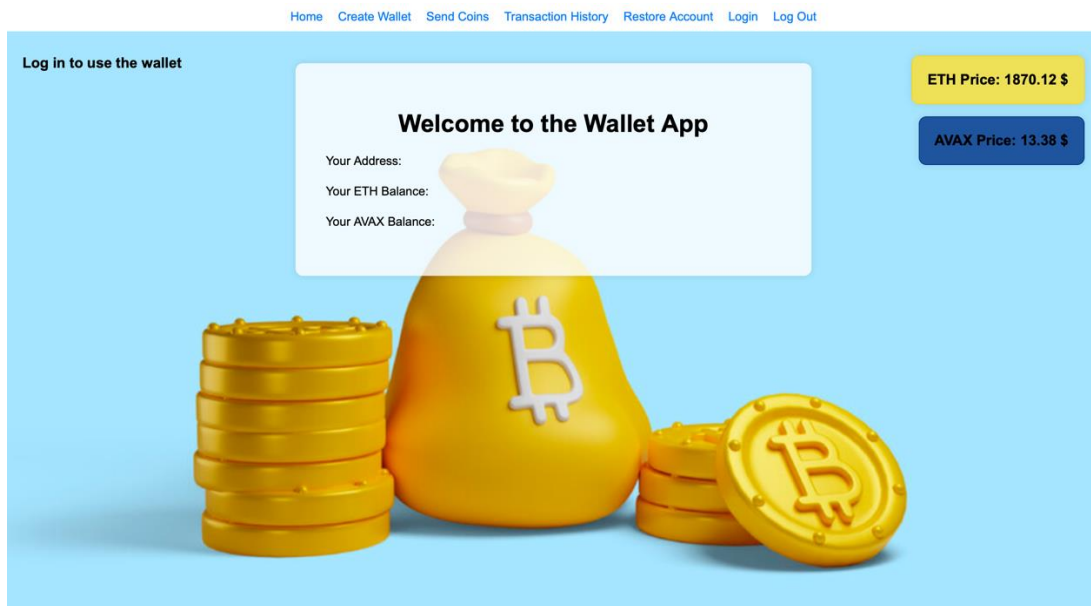 Home Create Wallet Send Coins Transaction History Restore Account Login Log Out
Log in to use the wallet
Welcome to the Wallet App
Your Address:
Your ETH Balance:
Your AVAX Balance:
ETH Price: 1870.12 $
AVAX Price: 13.38 $